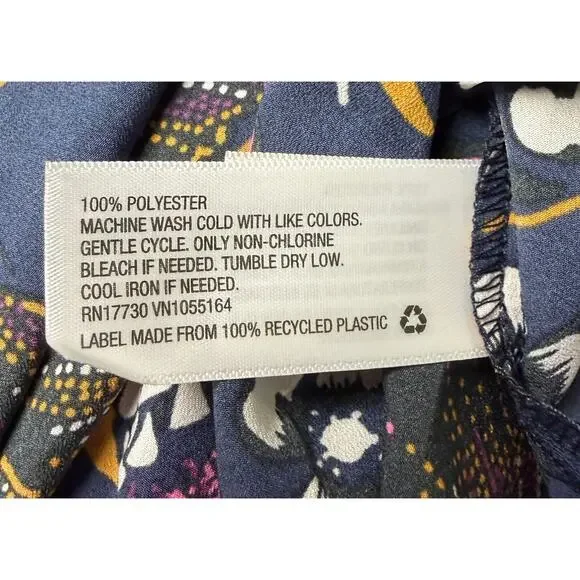 100% POLYESTER
MACHINE WASH COLD WITH LIKE COLORS.
GENTLE CYCLE. ONLY NON-CHLORINE
BLEACH IF NEEDED. TUMBLE DRY LOW.
COOL IRON IF NEEDED.
RN17730 VN1055164
LABEL MADE FROM 100% RECYCLED PLASTIC